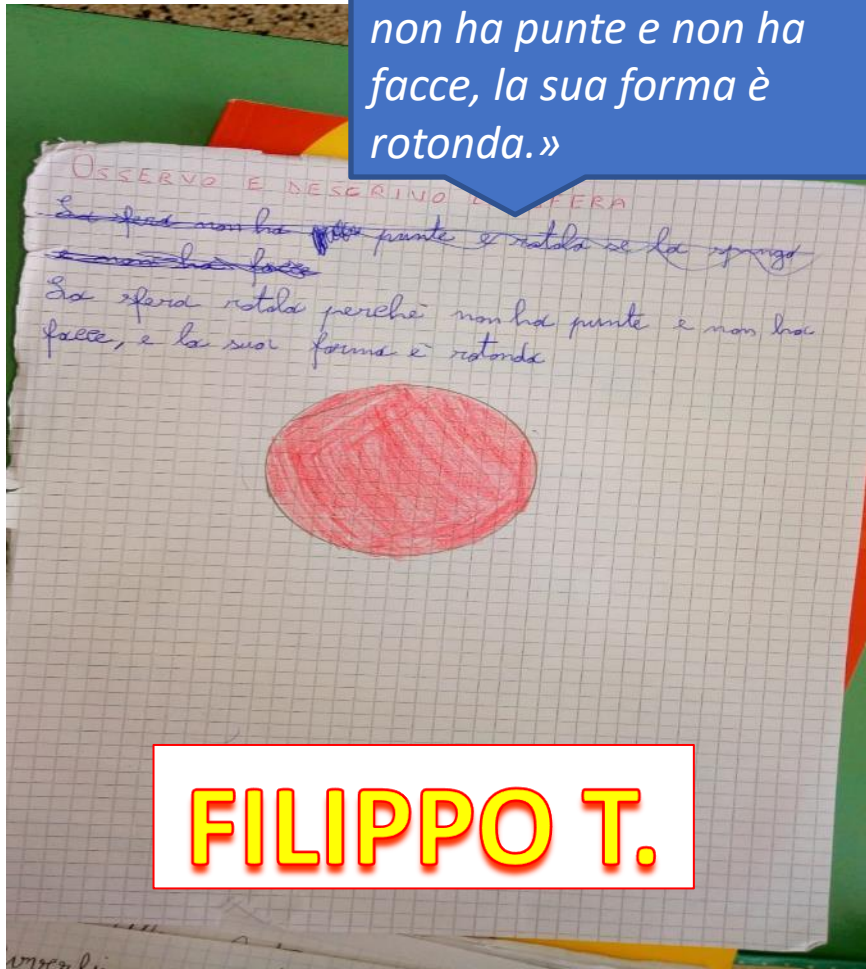 non ha punte e non ha
facce, la sua forma è
rotonda.»
OSSERVO E DESCRIVO SFERA
La sfera non ha punte e rotola se la spingo
e non ha facce
La sfera rotola perchè non ha punte e non ha
facce, e la sua forma è rotonda
FILIPPO T.